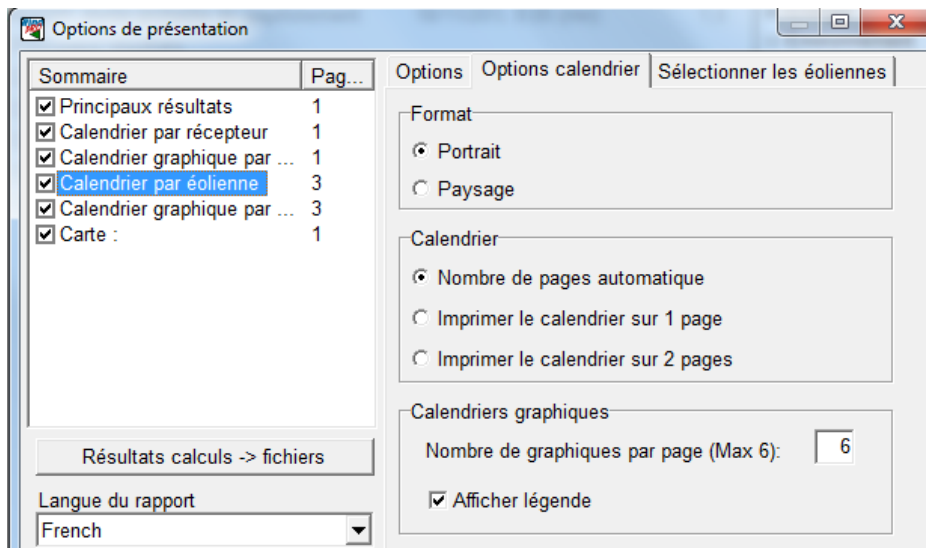 Options de présentation
Sommaire Pag...
Principaux résultats 1
Calendrier par récepteur 1
Calendrier graphique par ... 1
Calendrier par éolienne 3
Calendrier graphique par ... 3
Carte : 1
Résultats calculs -> fichiers
Langue du rapport
French
Options Options calendrier Sélectionner les éoliennes
Format
Portrait
Paysage
Calendrier
Nombre de pages automatique
Imprimer le calendrier sur 1 page
Imprimer le calendrier sur 2 pages
Calendriers graphiques
Nombre de graphiques par page (Max 6): 6
Afficher légende